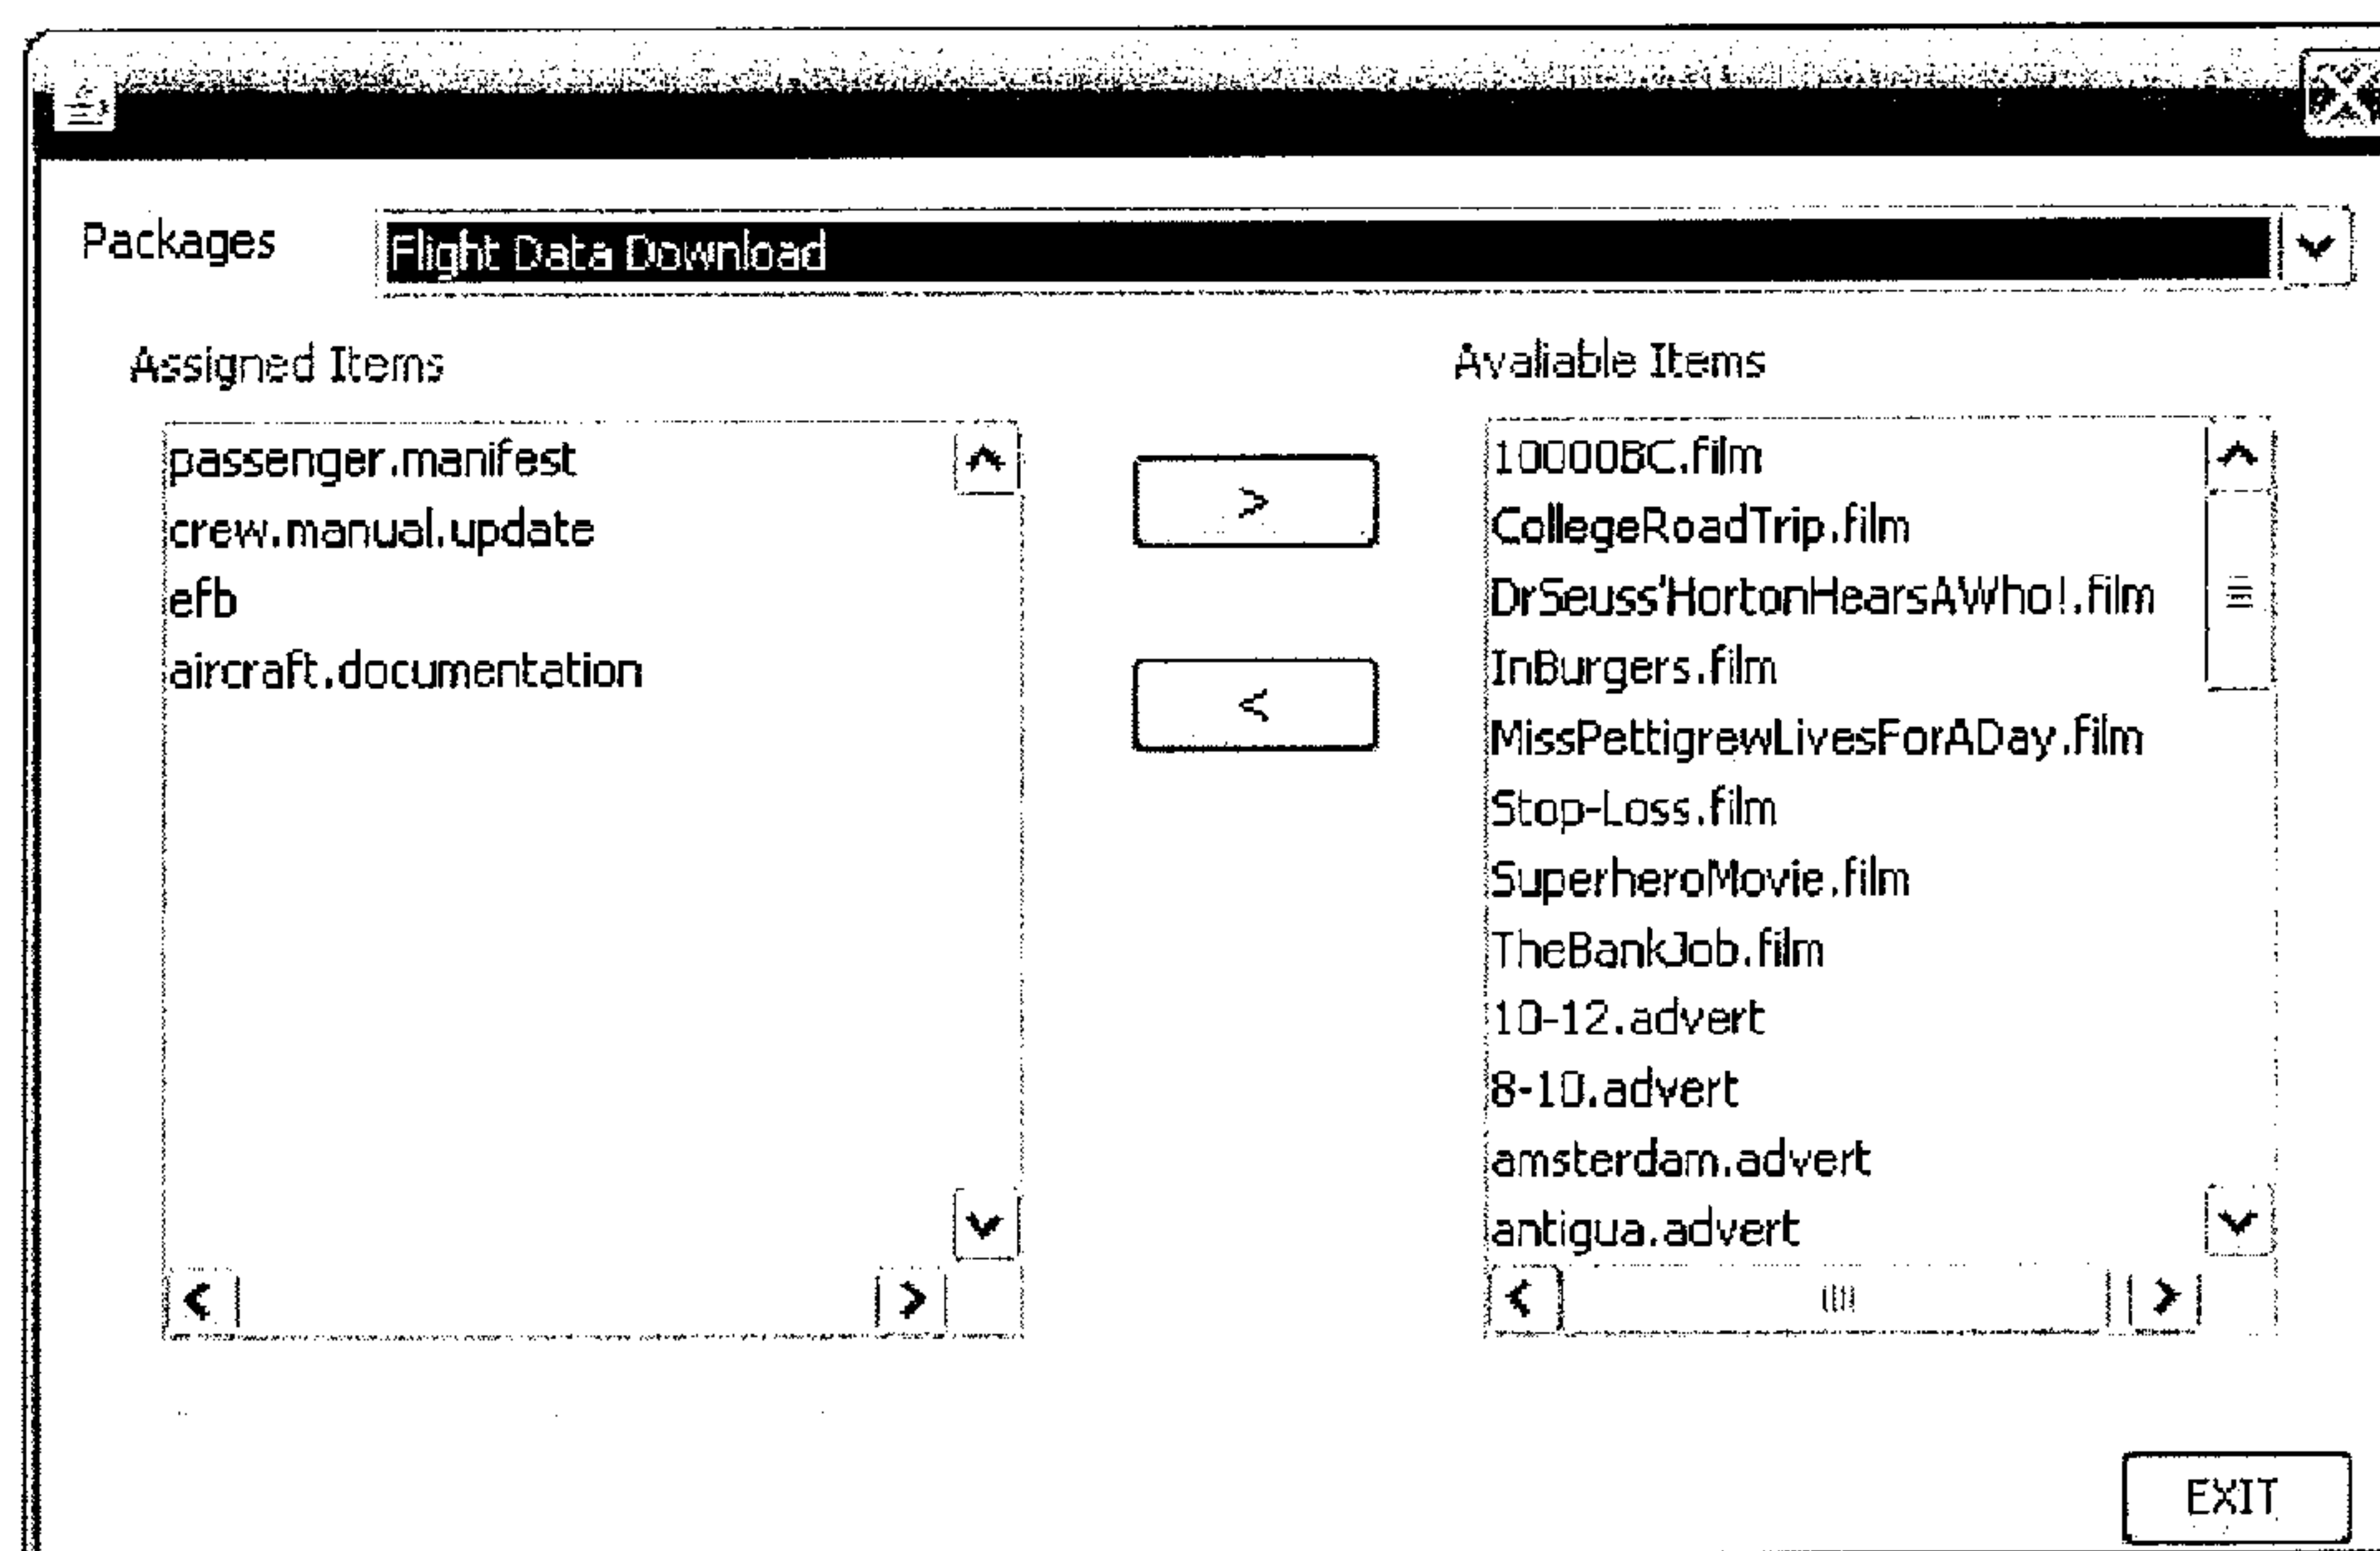 Packages
Flight Data Download
Assigned Items
passenger.manifest
crew.manual.update
efb
aircraft.documentation
>
<
Avaliable Items
10000BC.film
CollegeRoadTrip.film
DrSeuss'HortonHearsAWho!.film
InBurgers.film
MissPettigrewLivesForADay.film
Stop-Loss.film
SuperheroMovie.film
TheBankJob.film
10-12.advert
8-10.advert
amsterdam.advert
antigua.advert
EXIT